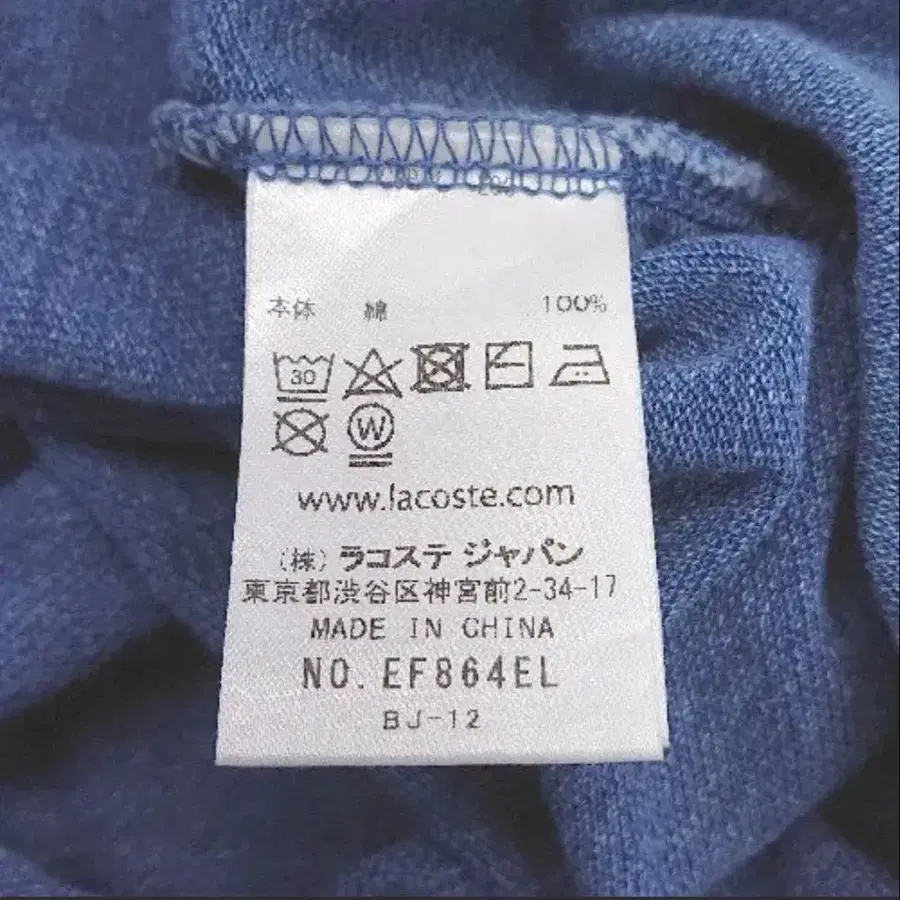 本体 綿 100%
30
W
www.lacoste.com
(株) ラコステ ジャパン
東京都渋谷区神宮前2-34-17
MADE IN CHINA
NO. EF864EL
BJ-12